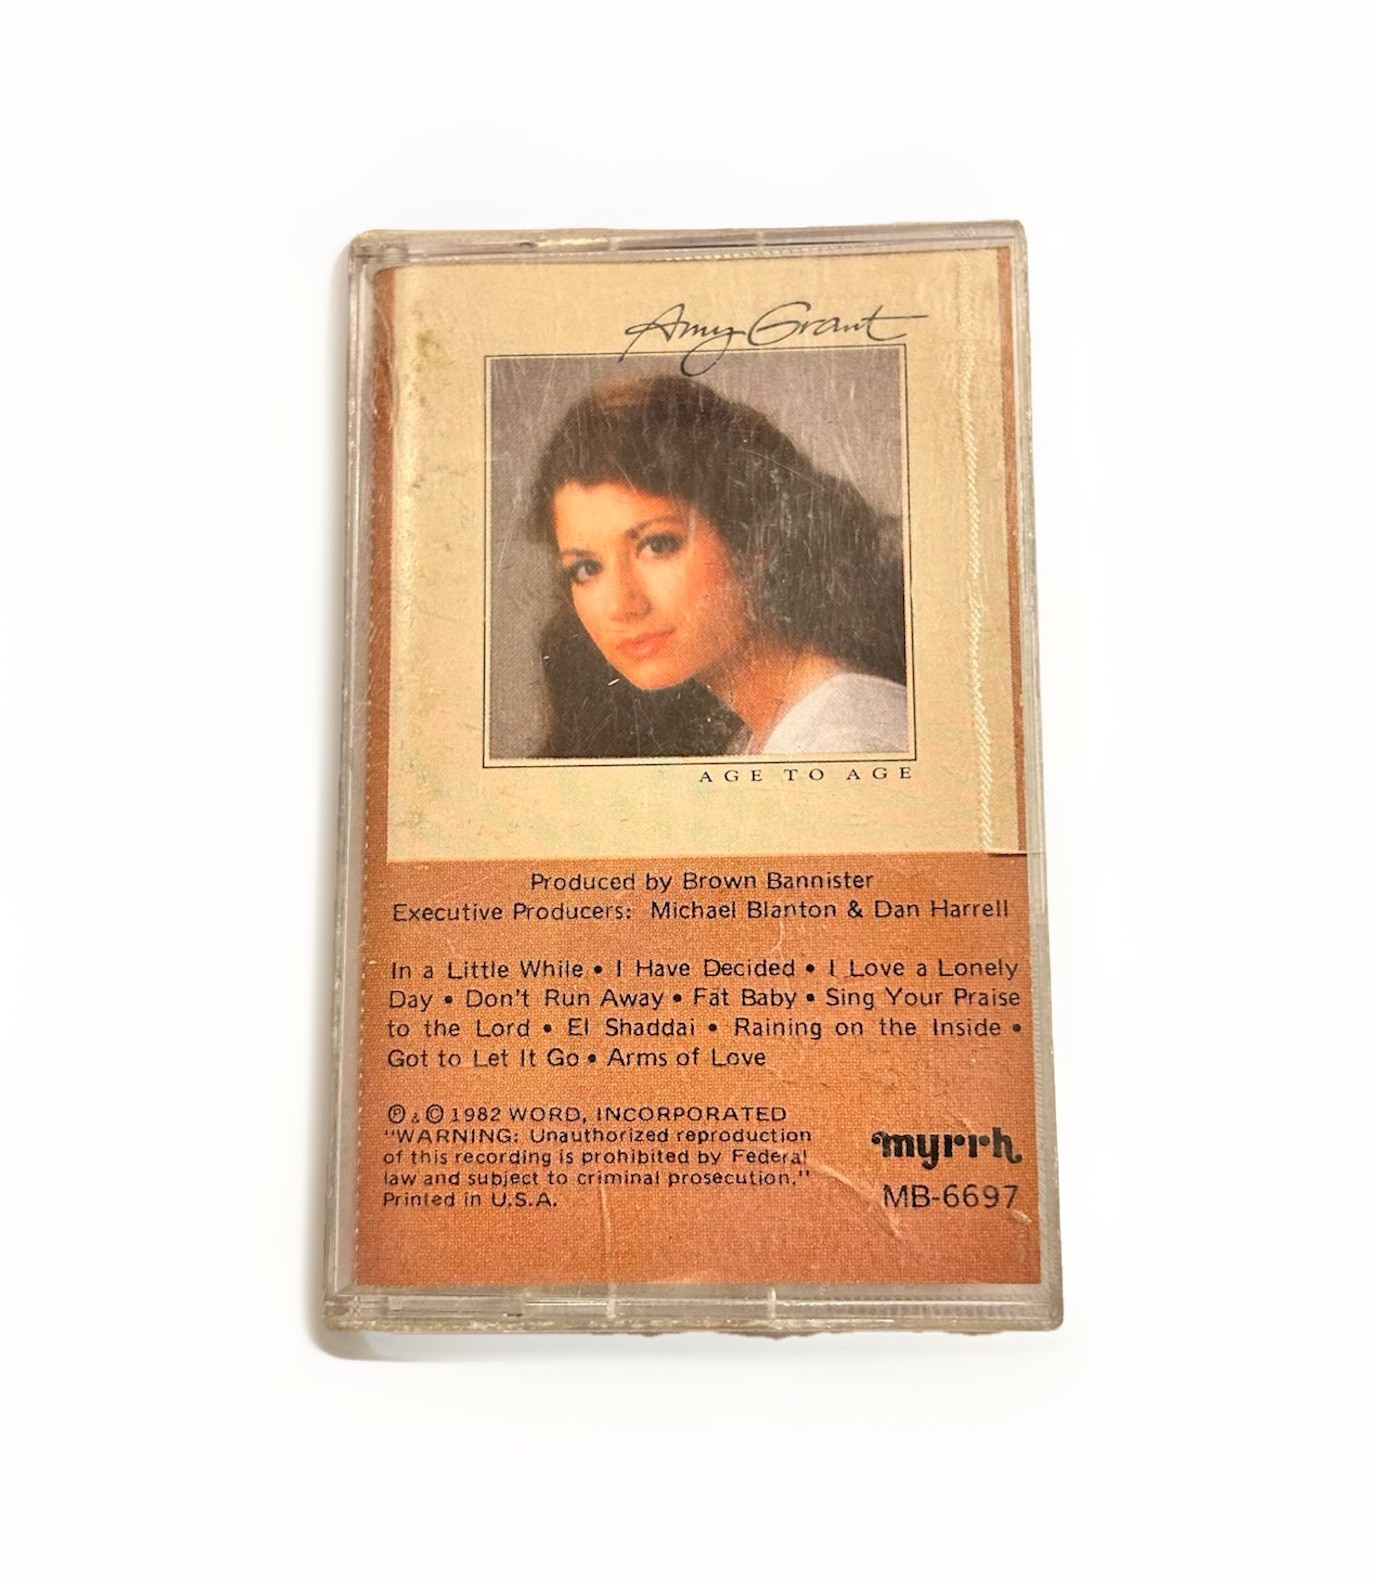 Amy Grant
AGE TO AGE
Produced by Brown Bannister
Executive Producers: Michael Blanton & Dan Harrell
In a Little While • I Have Decided • I Love a Lonely
Day • Don't Run Away • Fat Baby • Sing Your Praise
to the Lord • El Shaddai • Raining on the Inside •
Got to Let It Go • Arms of Love
℗ & © 1982 WORD, INCORPORATED
"WARNING: Unauthorized reproduction
of this recording is prohibited by Federal
law and subject to criminal prosecution."
Printed in U.S.A.
myrrh
MB-6697